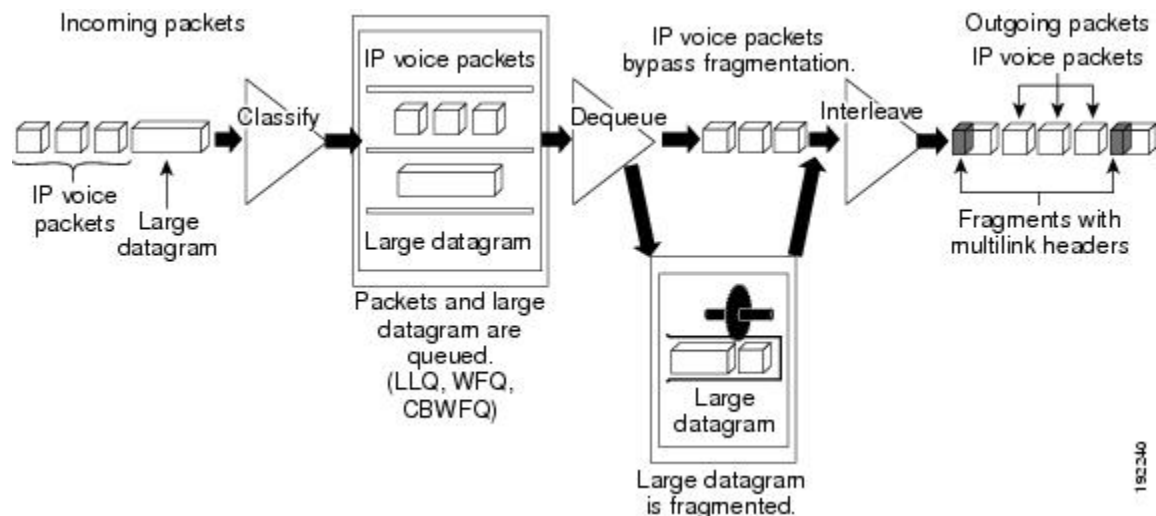 Incoming packets
IP voice
packets
Large
datagram
Classify
IP voice packets
Large datagram
Packets and large
datagram are
queued.
(LLQ, WFQ,
CBWFQ)
Dequeue
IP voice packets
bypass fragmentation.
Large
datagram
Large datagram
is fragmented.
Interleave
Outgoing packets
IP voice packets
Fragments with
multilink headers
192240